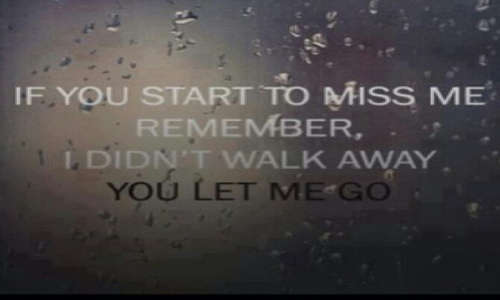 IF YOU START TO MISS ME
REMEMBER,
I DIDN'T WALK AWAY
YOU LET ME GO